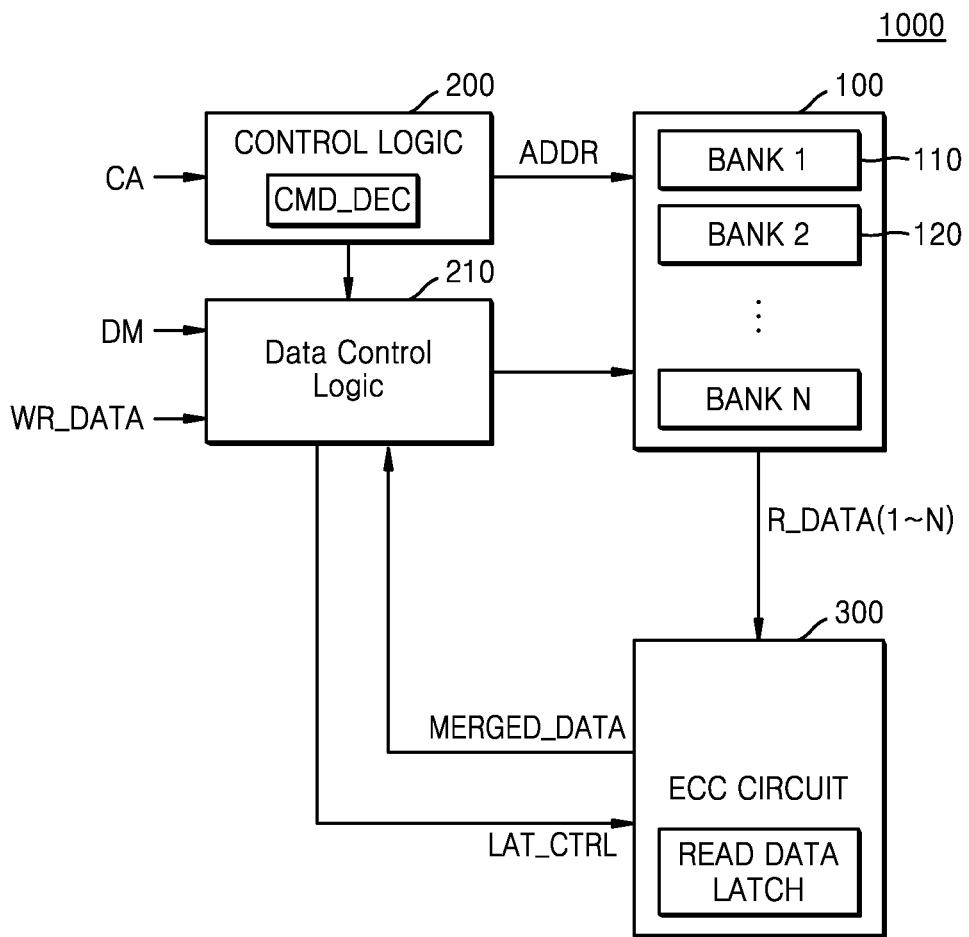 1000
200
100
CONTROL LOGIC
CMD_DEC
CA
ADDR
BANK 1
110
BANK 2
120
⋮
BANK N
210
DM
Data Control
Logic
WR_DATA
R_DATA(1~N)
300
MERGED_DATA
ECC CIRCUIT
LAT_CTRL
READ DATA
LATCH